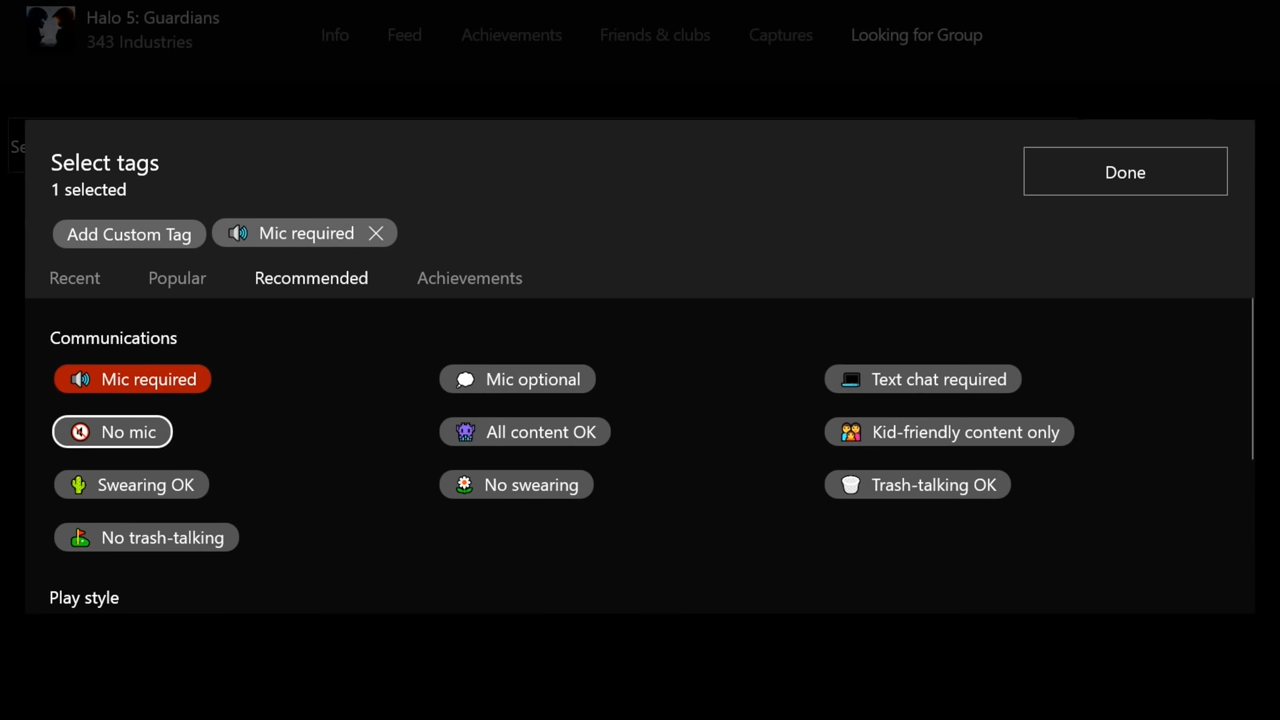 Halo 5: Guardians
343 Industries
Info Feed Achievements Friends & clubs Captures Looking for Group
Se
Select tags
1 selected
Done
Add Custom Tag Mic required
Recent Popular Recommended Achievements
Communications
Mic required Mic optional Text chat required
No mic All content OK Kid-friendly content only
Swearing OK No swearing Trash-talking OK
No trash-talking
Play style